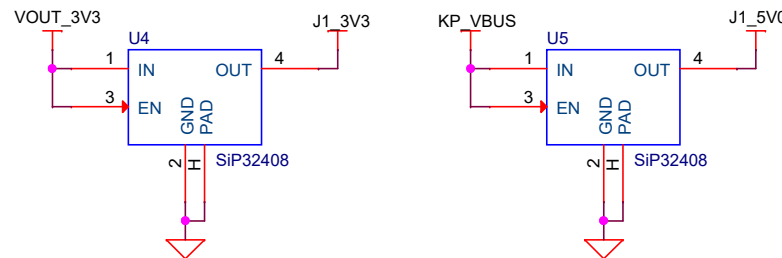 VOUT_3V3
J1_3V3
U4
1
IN
OUT
4
3
EN
GND
PAD
2
H
SiP32408
KP_VBUS
J1_5V0
U5
1
IN
OUT
4
3
EN
GND
PAD
2
H
SiP32408